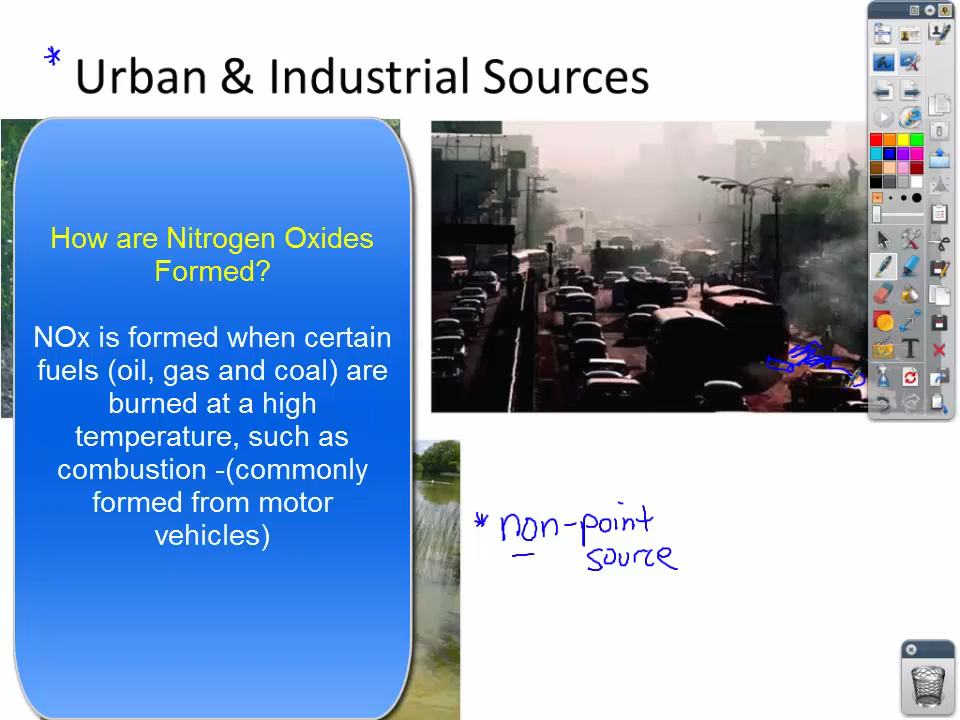 * Urban & Industrial Sources
How are Nitrogen Oxides
Formed?
NOx is formed when certain
fuels (oil, gas and coal) are
burned at a high
temperature, such as
combustion -(commonly
formed from motor
vehicles)
* non-point
source